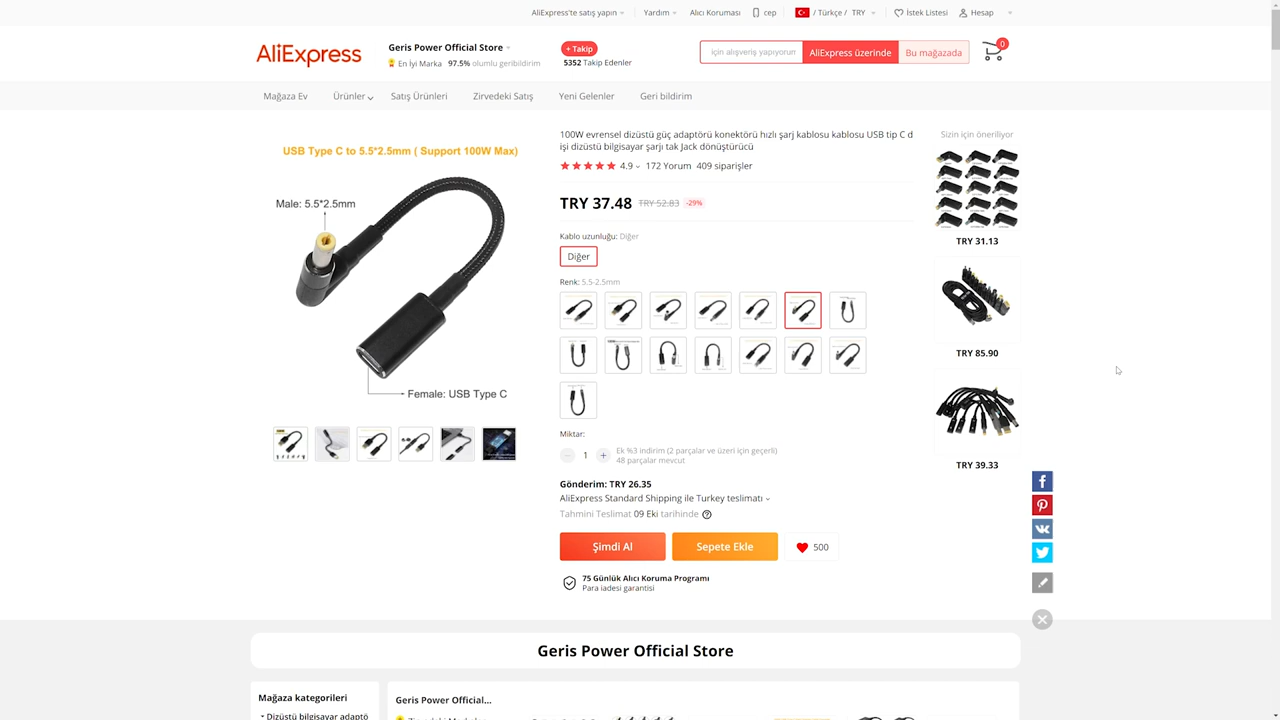 AliExpress'te satış yapın
Yardım
Alıcı Koruması
cep
/ Türkçe / TRY
İstek Listesi
Hesap
AliExpress
Geris Power Official Store
En İyi Marka 97.5% olumlu geribildirim
+ Takip
5352 Takip Edenler
için alışveriş yapıyorum
AliExpress üzerinde
Bu mağazada
0
Mağaza Ev
Ürünler
Satış Ürünleri
Zirvedeki Satış
Yeni Gelenler
Geri bildirim
USB Type C to 5.5*2.5mm ( Support 100W Max)
Male: 5.5*2.5mm
Female: USB Type C
100W evrensel dizüstü güç adaptörü konektörü hızlı şarj kablosu kablosu USB tip C d
işi dizüstü bilgisayar şarjı tak Jack dönüştürücü
4.9 172 Yorum 409 siparişler
TRY 37.48 TRY 52.83 -29%
Kablo uzunluğu: Diğer
Diğer
Renk: 5.5-2.5mm
Miktar:
1
Ek %3 indirim (2 parçalar ve üzeri için geçerli)
48 parçalar mevcut
Gönderim: TRY 26.35
AliExpress Standard Shipping ile Turkey teslimatı
Tahmini Teslimat 09 Eki tarihinde
Şimdi Al
Sepete Ekle
500
75 Günlük Alıcı Koruma Programı
Para iadesi garantisi
Sizin için öneriliyor
TRY 31.13
TRY 85.90
TRY 39.33
Geris Power Official Store
Mağaza kategorileri
Dizüstü bilgisayar adaptö
Geris Power Official...